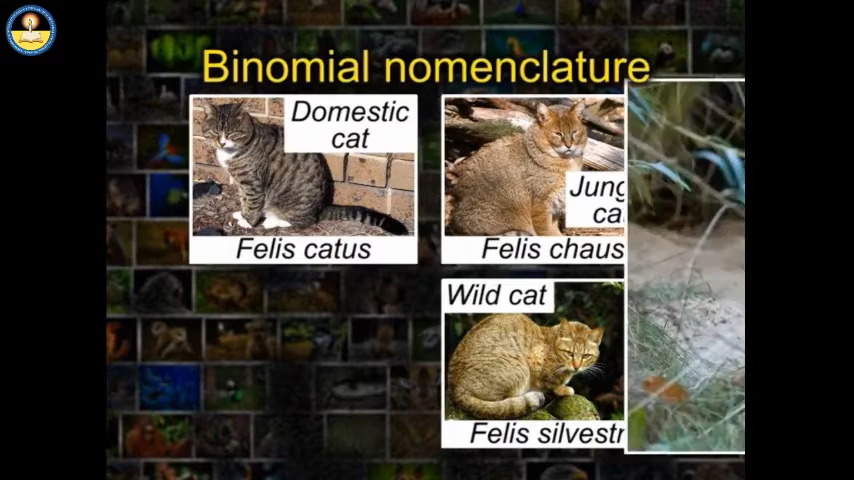 Binomial nomenclature
Domestic
cat
Felis catus
Jung
ca
Felis chaus
Wild cat
Felis silvestr